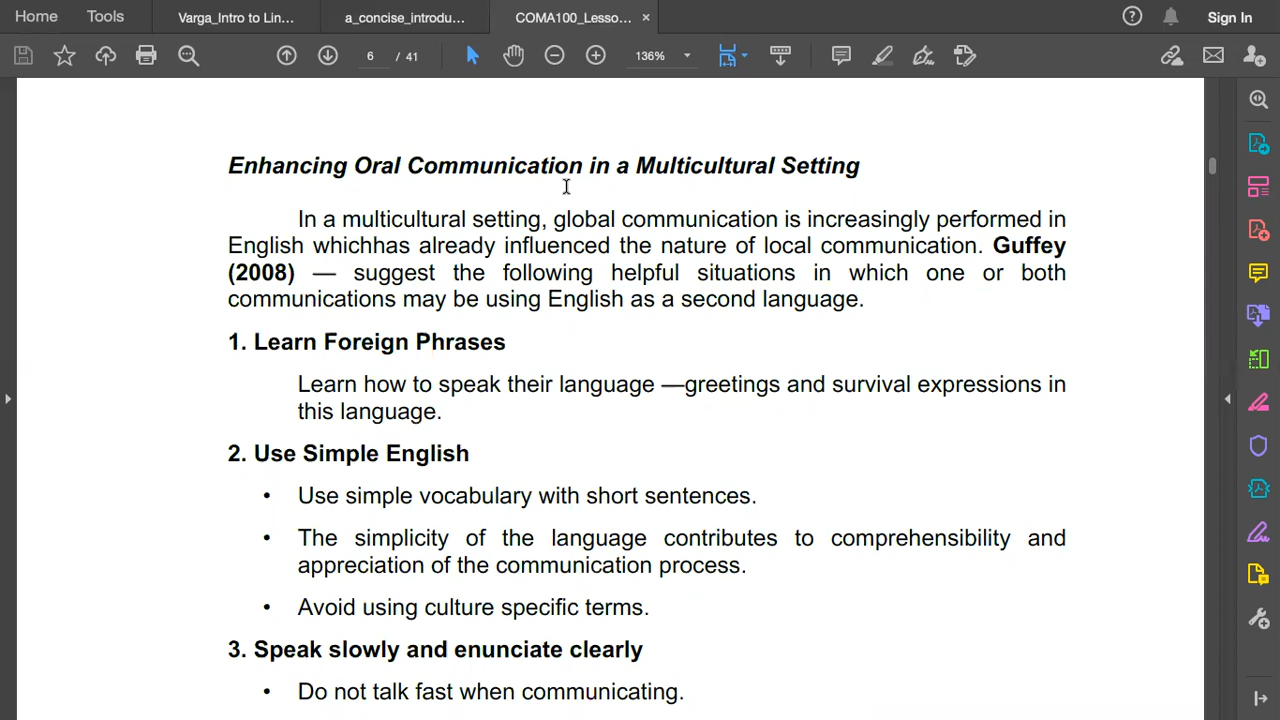 Home Tools Varga_Intro to Lin... a_concise_introdu... COMA100_Lesso... × Sign In
6 / 41 136%
Enhancing Oral Communication in a Multicultural Setting
In a multicultural setting, global communication is increasingly performed in
English whichhas already influenced the nature of local communication. Guffey
(2008) — suggest the following helpful situations in which one or both
communications may be using English as a second language.
1. Learn Foreign Phrases
Learn how to speak their language —greetings and survival expressions in
this language.
2. Use Simple English
• Use simple vocabulary with short sentences.
• The simplicity of the language contributes to comprehensibility and
appreciation of the communication process.
• Avoid using culture specific terms.
3. Speak slowly and enunciate clearly
• Do not talk fast when communicating.